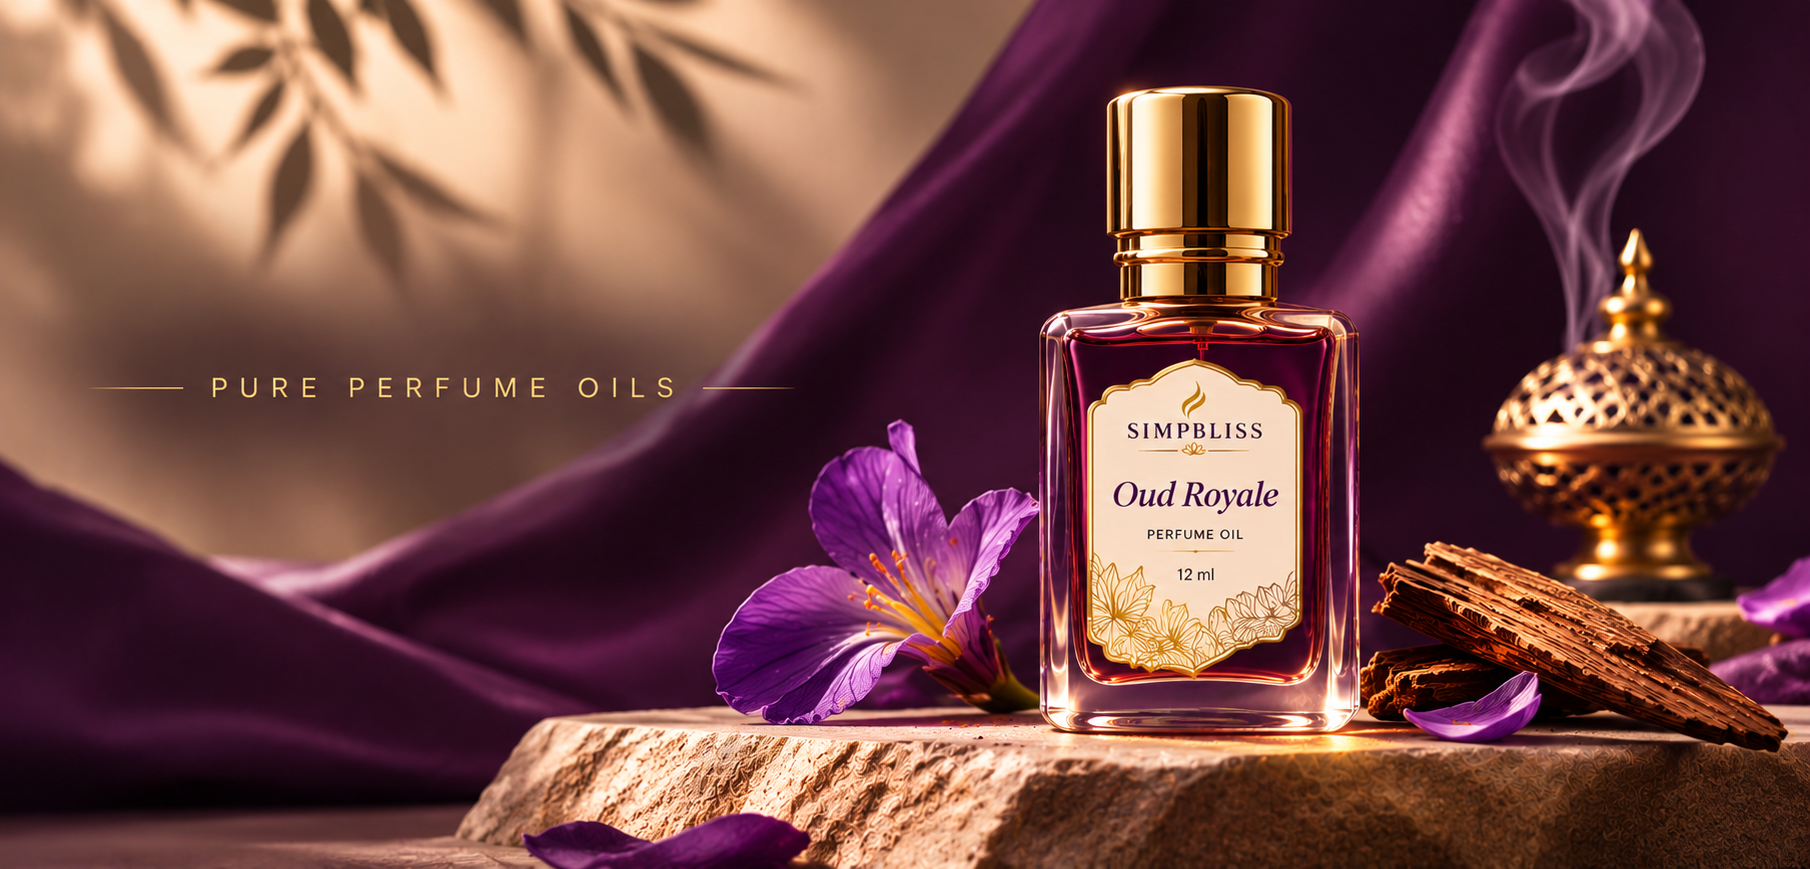 PURE PERFUME OILS
SIMPBLISS
Oud Royale
PERFUME OIL
12 ml